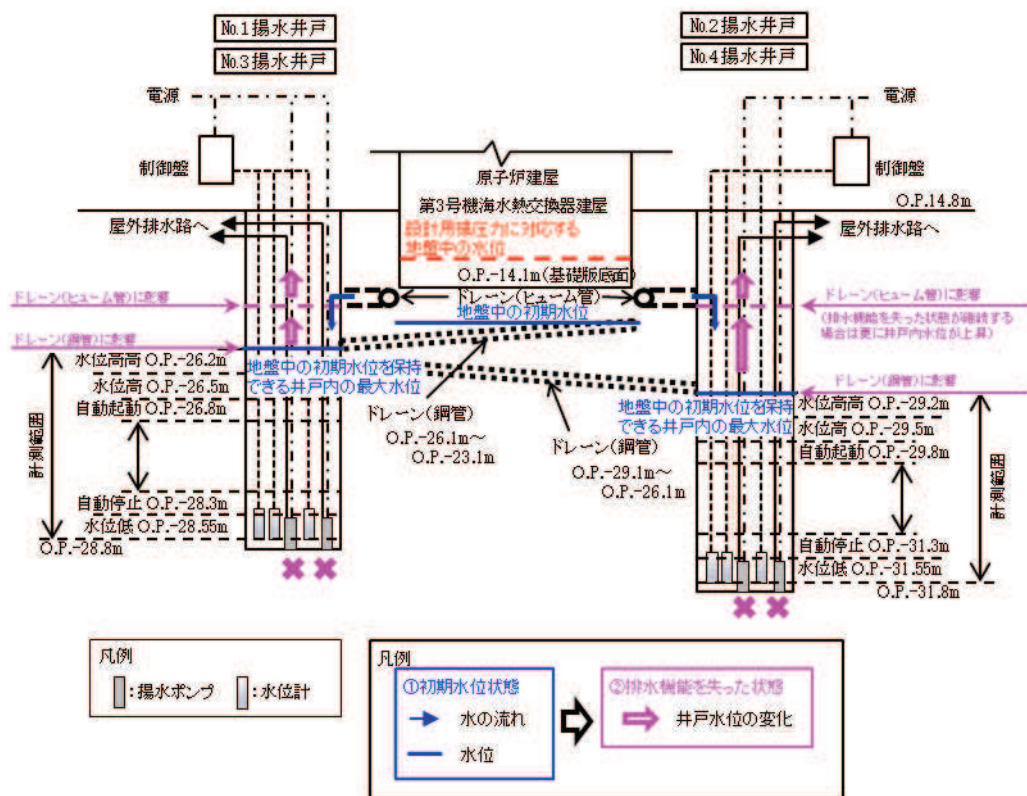 No.1揚水井戸
No.3揚水井戸
No.2揚水井戸
No.4揚水井戸
電源
電源
制御盤
制御盤
原子炉建屋
第3号機海水熱交換器建屋
設計用揚圧力に対応する
地盤中の水位
O.P.-14.1m(基礎版底面)
O.P.14.8m
屋外排水路へ
屋外排水路へ
ドレーン(ヒューム管)に影響
ドレーン(ヒューム管)
地盤中の初期水位
ドレーン(ヒューム管)に影響
(排水機能を失った状態が継続する
場合は更に井戸内水位が上昇)
ドレーン(鋼管)に影響
ドレーン(鋼管)に影響
水位高高 O.P.-26.2m
水位高 O.P.-26.5m
自動起動 O.P.-26.8m
計測範囲
自動停止 O.P.-28.3m
水位低 O.P.-28.55m
O.P.-28.8m
地盤中の初期水位を保持
できる井戸内の最大水位
ドレーン(鋼管)
O.P.-26.1m～
O.P.-23.1m
ドレーン(鋼管)
O.P.-29.1m～
O.P.-26.1m
地盤中の初期水位を保持
できる井戸内の最大水位
水位高高 O.P.-29.2m
水位高 O.P.-29.5m
自動起動 O.P.-29.8m
計測範囲
自動停止 O.P.-31.3m
水位低 O.P.-31.55m
O.P.-31.8m
凡例
:揚水ポンプ :水位計
凡例
①初期水位状態
水の流れ
水位
②排水機能を失った状態
井戸水位の変化